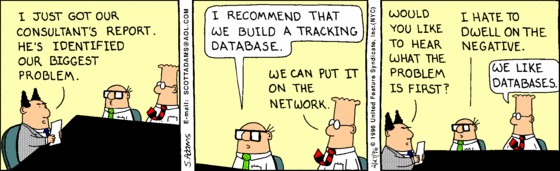 I JUST GOT OUR
CONSULTANT'S REPORT.
HE'S IDENTIFIED
OUR BIGGEST
PROBLEM.
S. Adams
E-mail: SCOTTADAMS@AOL.COM
I RECOMMEND THAT
WE BUILD A TRACKING
DATABASE.
WE CAN PUT IT
ON THE
NETWORK.
© 1996 United Feature Syndicate, Inc.(NYC)
WOULD
YOU LIKE
TO HEAR
WHAT THE
PROBLEM
IS FIRST?
I HATE TO
DWELL ON THE
NEGATIVE.
WE LIKE
DATABASES.